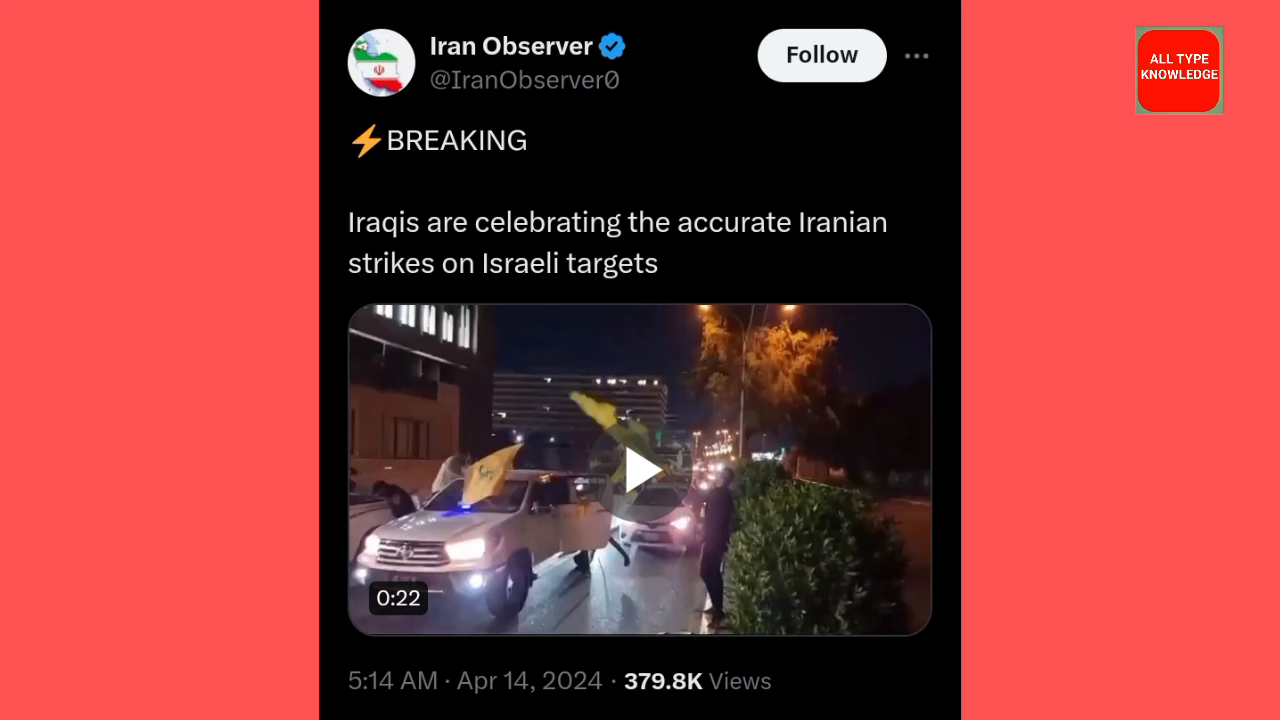 Iran Observer
@IranObserver0
Follow
ALL TYPE
KNOWLEDGE
⚡BREAKING
Iraqis are celebrating the accurate Iranian
strikes on Israeli targets
0:22
5:14 AM · Apr 14, 2024 · 379.8K Views